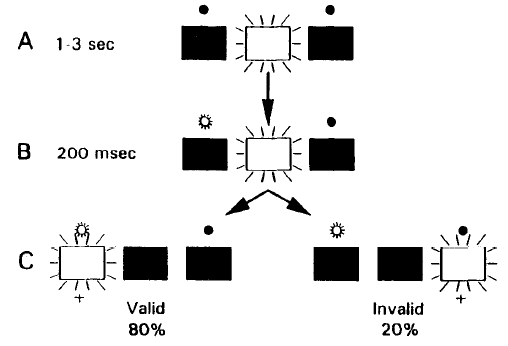 A 1-3 sec
B 200 msec
C
+ +
Valid Invalid
80% 20%